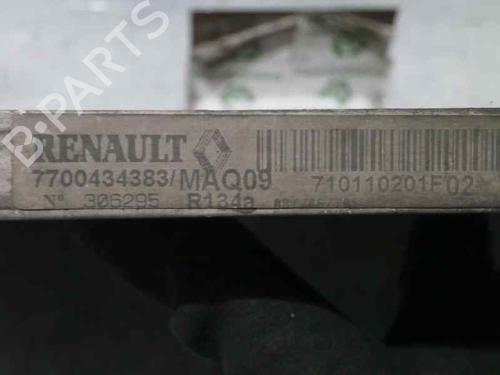 B-PARTS
RENAULT
7700434383/MAQ09
710110201F02
N° 306295 R134a